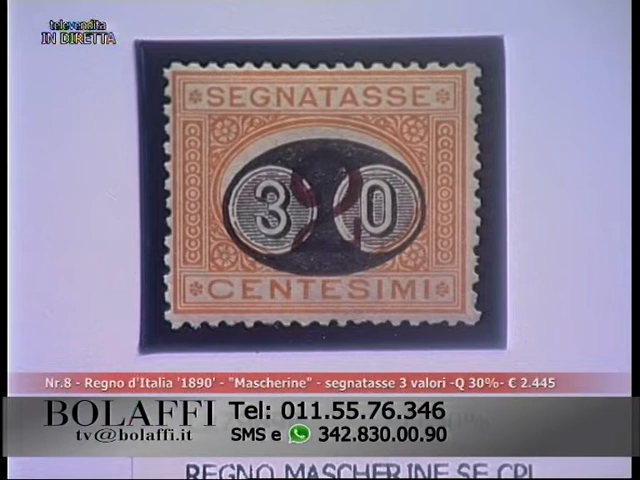 televendita
IN DIRETTA
SEGNATASSE
30
CENTESIMI
Nr.8 - Regno d'Italia '1890' - "Mascherine" - segnatasse 3 valori -Q 30%- € 2.445
BOLAFFI
tv@bolaffi.it
Tel: 011.55.76.346
SMS e 342.830.00.90
REGNO MASCHERINE SE CPL